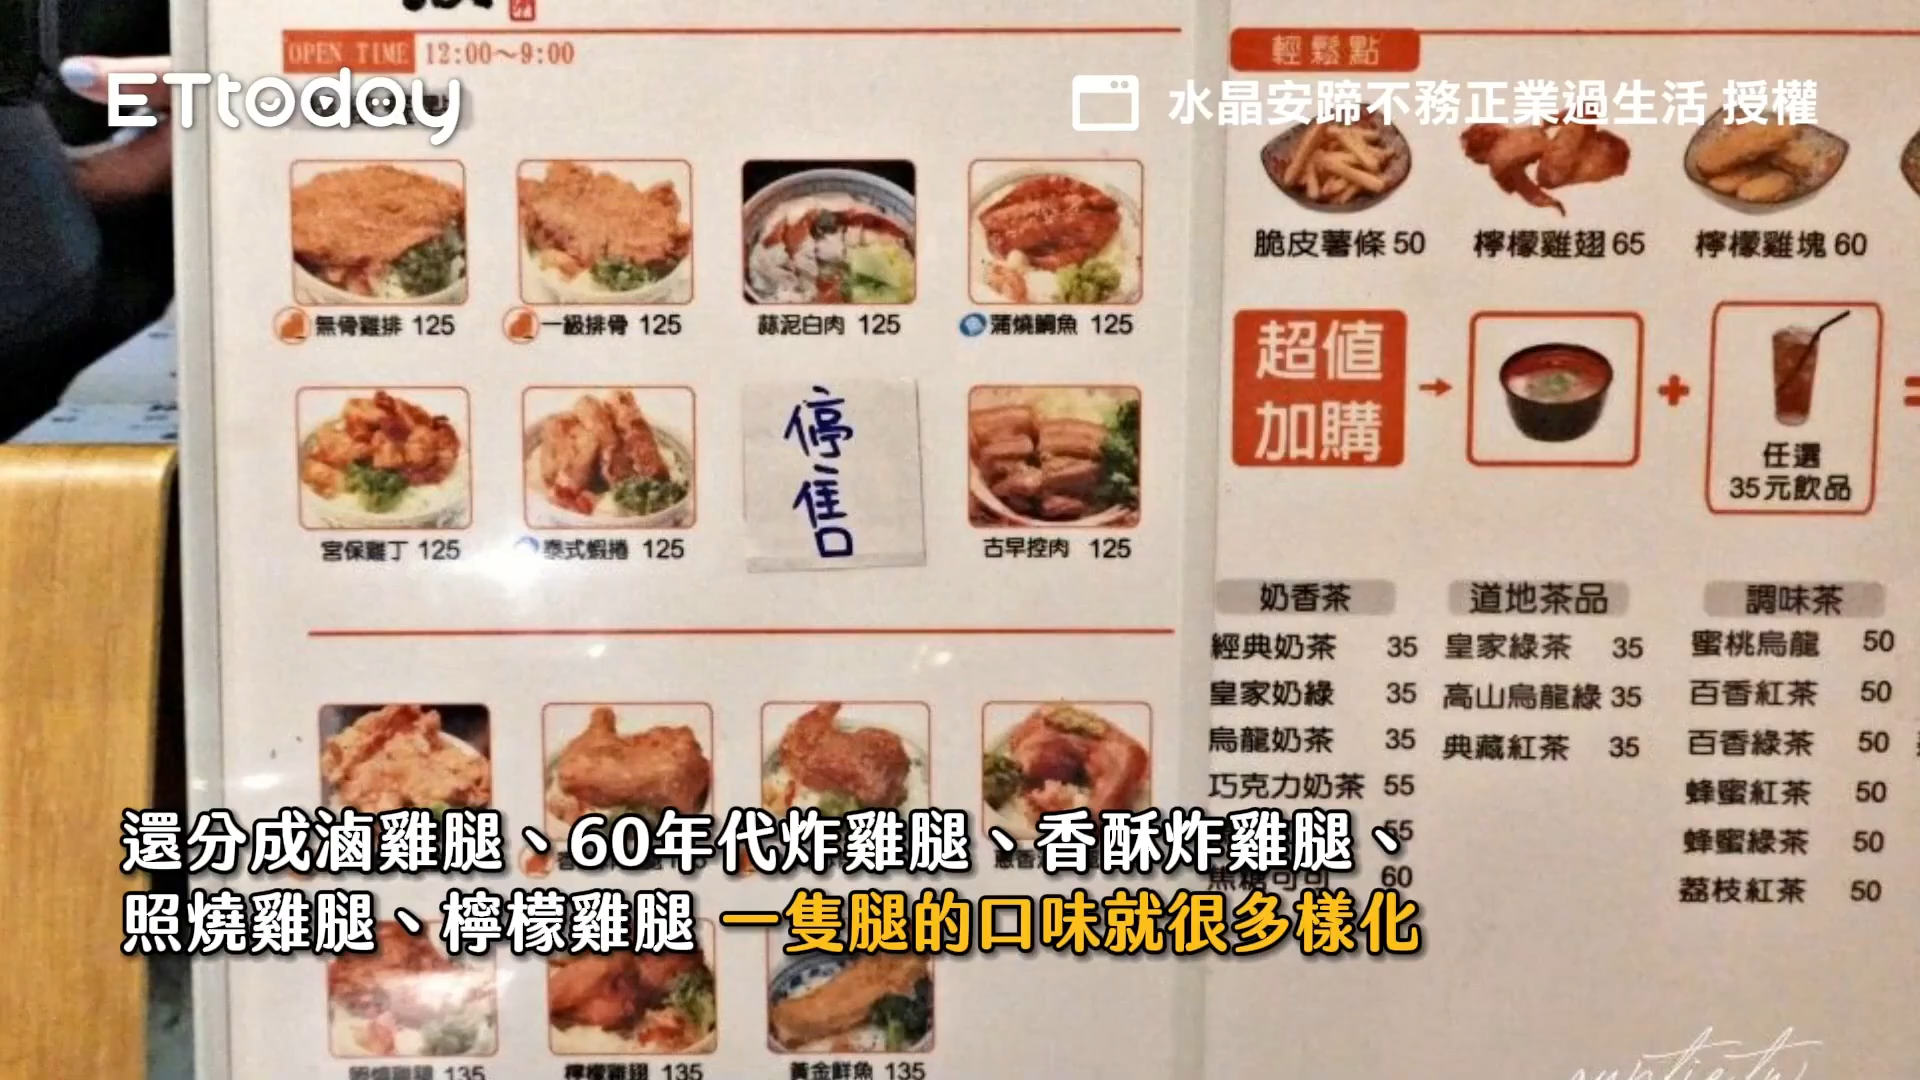 OPEN TIME 12:00～9:00
ETtoday
水晶安蹄不務正業過生活 授權
無骨雞排 125
一級排骨 125
蒜泥白肉 125
蒲燒鯛魚 125
宮保雞丁 125
泰式蝦捲 125
停售
古早控肉 125
輕鬆點
脆皮薯條 50
檸檬雞翅 65
檸檬雞塊 60
超值
加購
任選
35元飲品
奶香茶
經典奶茶 35
皇家奶綠 35
烏龍奶茶 35
巧克力奶茶 55
55
黑糖可可 60
道地茶品
皇家綠茶 35
高山烏龍綠 35
典藏紅茶 35
調味茶
蜜桃烏龍 50
百香紅茶 50
百香綠茶 50
蜂蜜紅茶 50
蜂蜜綠茶 50
荔枝紅茶 50
還分成滷雞腿、60年代炸雞腿、香酥炸雞腿、
照燒雞腿、檸檬雞腿 一隻腿的口味就很多樣化
135
檸檬雞翅 135
黃金鮮魚 135